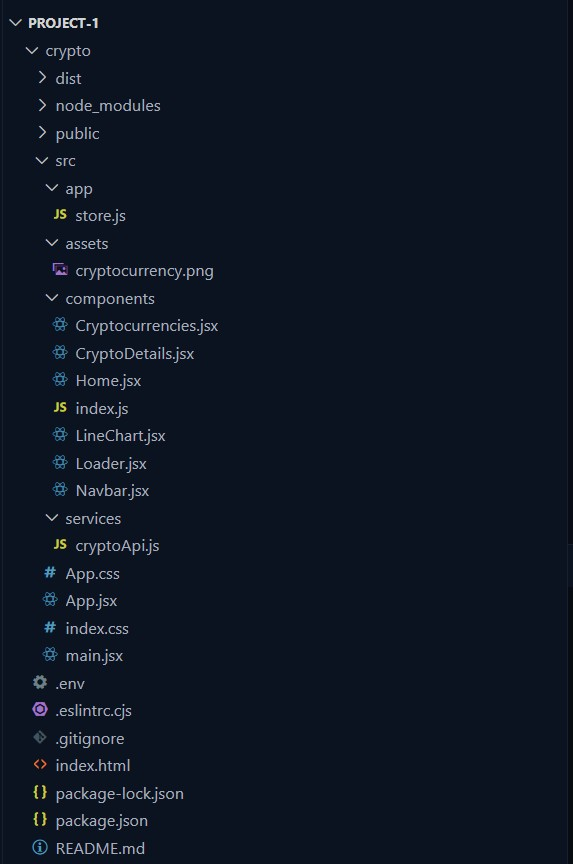 PROJECT-1
crypto
dist
node_modules
public
src
app
JS store.js
assets
cryptocurrency.png
components
Cryptocurrencies.jsx
CryptoDetails.jsx
Home.jsx
JS index.js
LineChart.jsx
Loader.jsx
Navbar.jsx
services
JS cryptoApi.js
# App.css
App.jsx
# index.css
main.jsx
.env
.eslintrc.cjs
.gitignore
<> index.html
{} package-lock.json
{} package.json
README.md